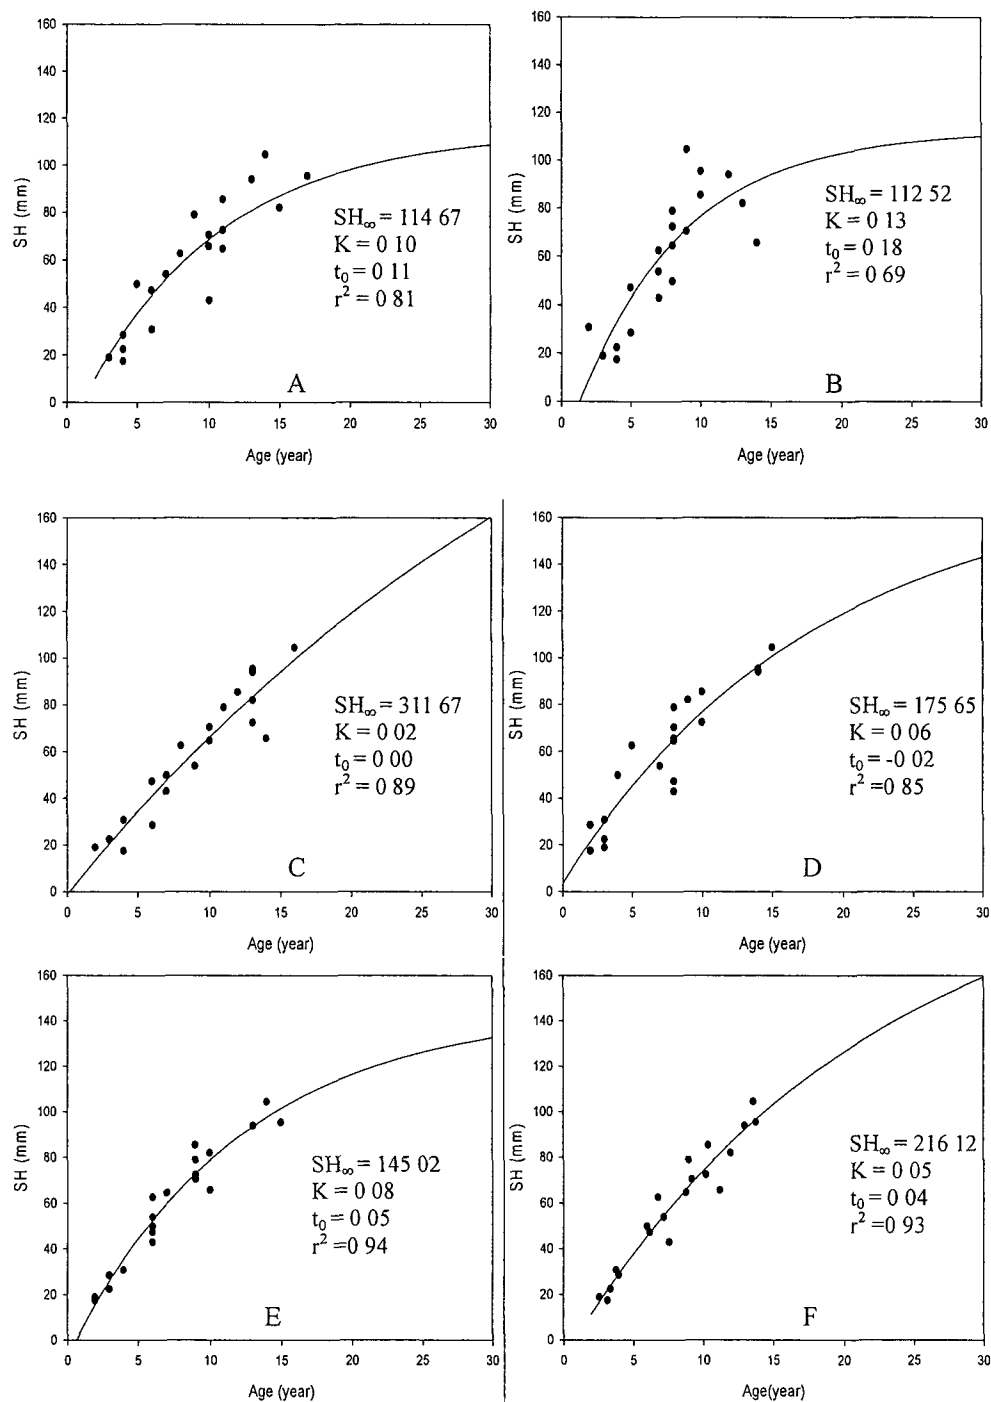 160
140
120
100
80
60
40
20
0
SH (mm)
SH∞ = 114 67
K = 0 10
t0 = 0 11
r² = 0 81
A
0 5 10 15 20 25 30
Age (year)
160
140
120
100
80
60
40
20
0
SH (mm)
SH∞ = 112 52
K = 0 13
t0 = 0 18
r² = 0 69
B
0 5 10 15 20 25 30
Age (year)
160
140
120
100
80
60
40
20
0
SH (mm)
SH∞ = 311 67
K = 0 02
t0 = 0 00
r² = 0 89
C
0 5 10 15 20 25 30
Age (year)
160
140
120
100
80
60
40
20
0
SH (mm)
SH∞ = 175 65
K = 0 06
t0 = -0 02
r² =0 85
D
0 5 10 15 20 25 30
Age (year)
160
140
120
100
80
60
40
20
0
SH (mm)
SH∞ = 145 02
K = 0 08
t0 = 0 05
r² =0 94
E
0 5 10 15 20 25 30
Age (year)
160
140
120
100
80
60
40
20
0
SH (mm)
SH∞ = 216 12
K = 0 05
t0 = 0 04
r² =0 93
F
0 5 10 15 20 25 30
Age(year)